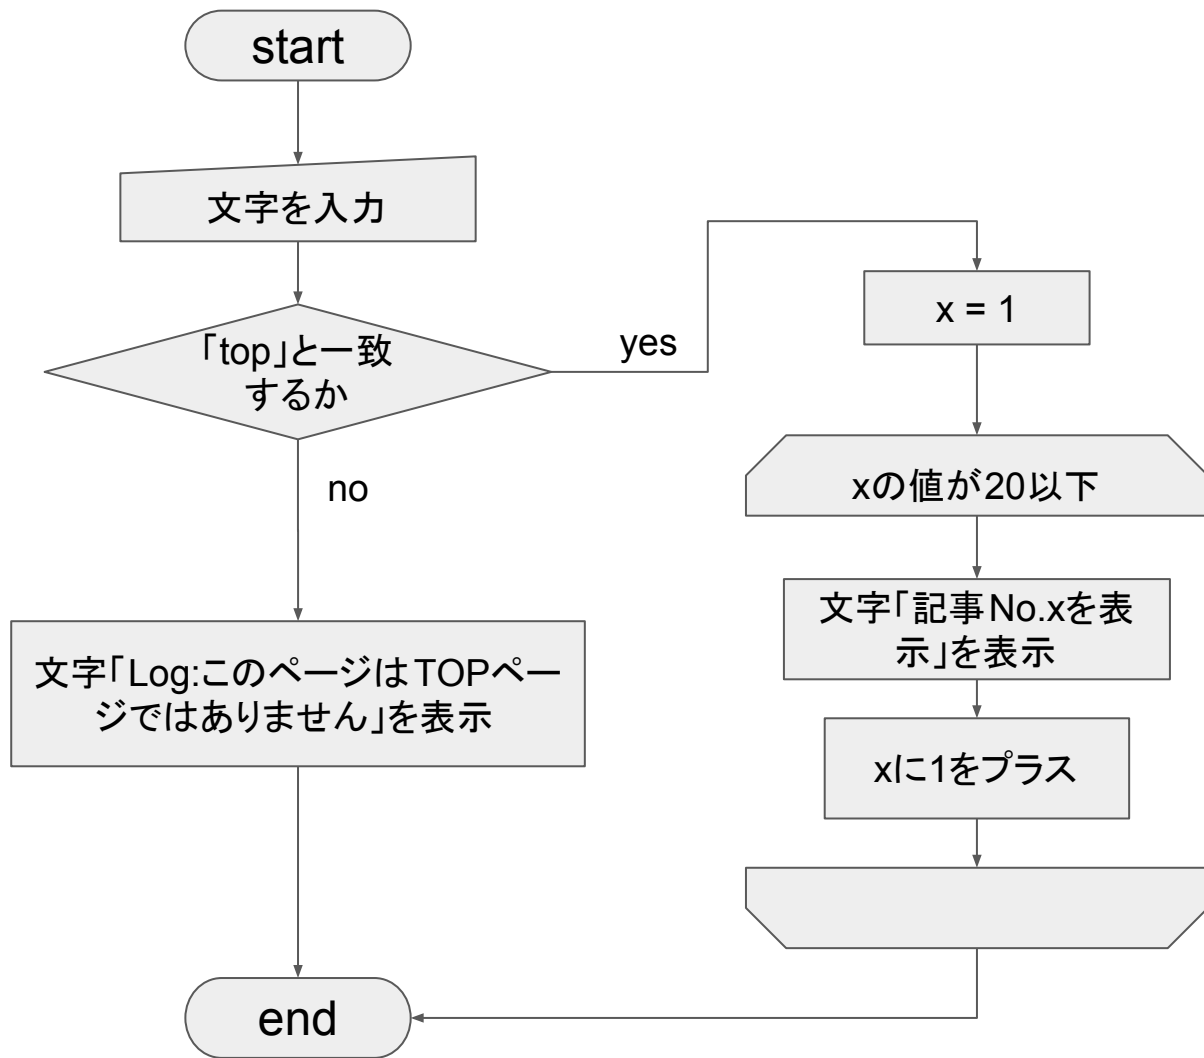 start
文字を入力
「top」と一致
するか
yes
no
文字「Log:このページはTOPペー
ジではありません」を表示
x = 1
xの値が20以下
文字「記事No.xを表
示」を表示
xに1をプラス
end